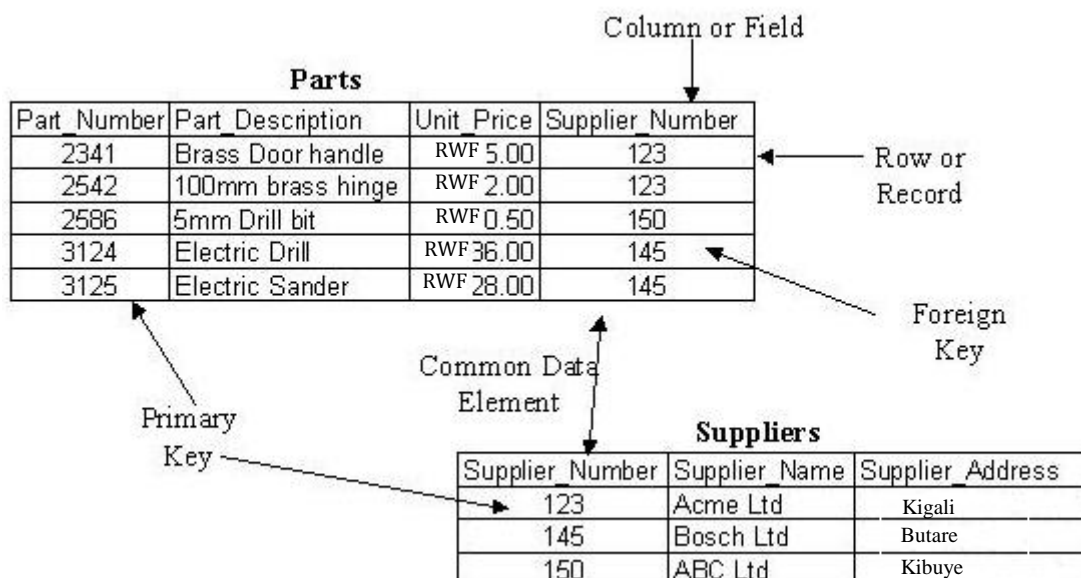 Column or Field
Parts
Part_Number Part_Description Unit_Price Supplier_Number
2341 Brass Door handle RWF 5.00 123
2542 100mm brass hinge RWF 2.00 123
2586 5mm Drill bit RWF 0.50 150
3124 Electric Drill RWF 36.00 145
3125 Electric Sander RWF 28.00 145
Row or
Record
Foreign
Key
Common Data
Element
Primary
Key
Suppliers
Supplier_Number Supplier_Name Supplier_Address
123 Acme Ltd Kigali
145 Bosch Ltd Butare
150 ABC Ltd Kibuye